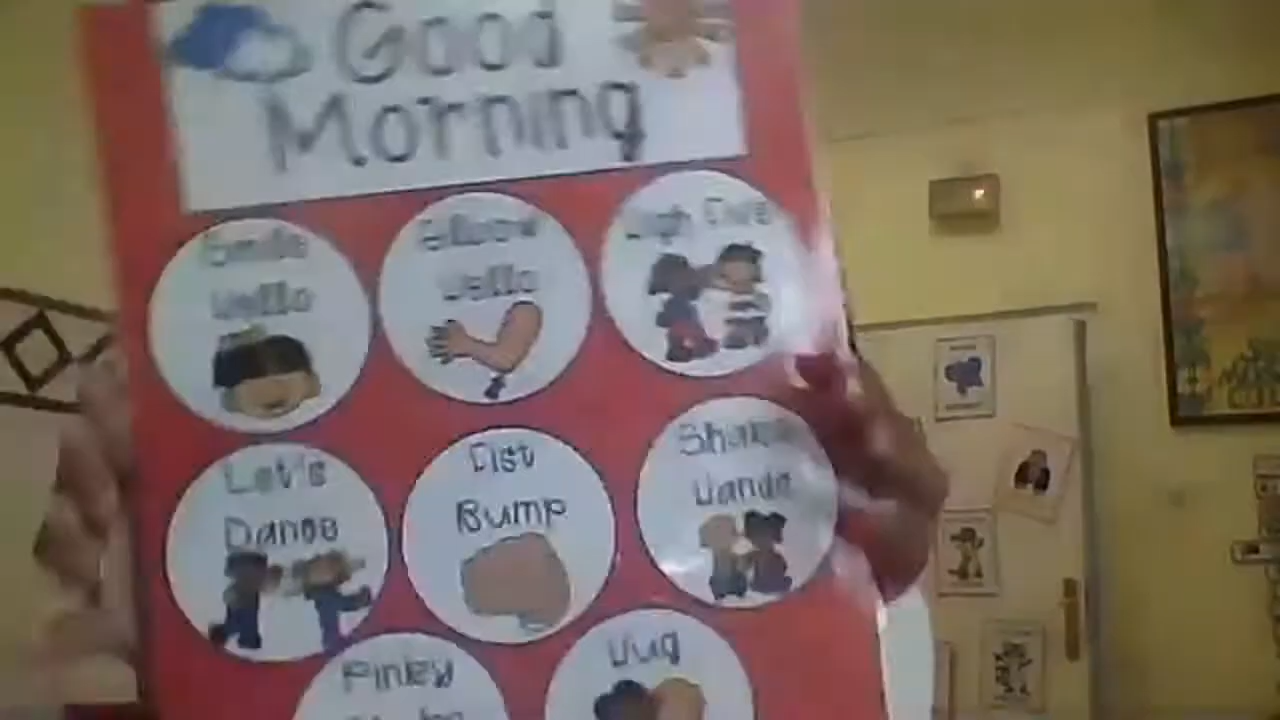 Good
Morning
Smile
Hello
Elbow
Hello
High Five
Let's
Dance
Fist
Bump
Shake
Hands
Pinky
Hug